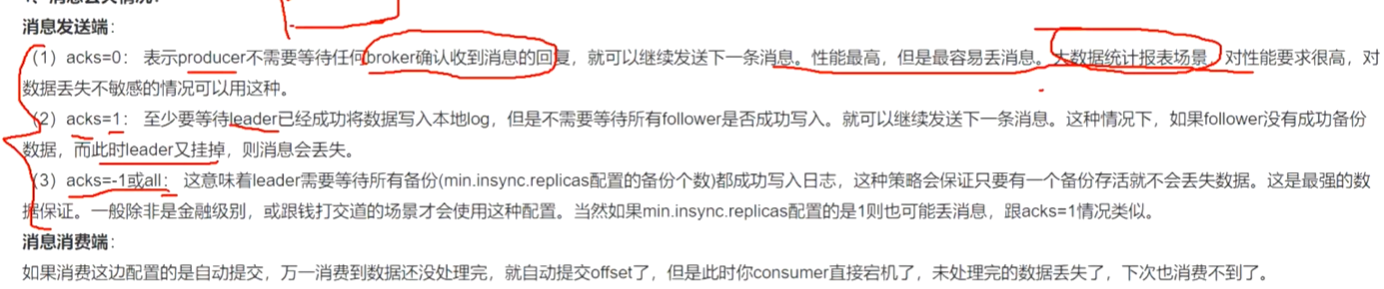 消息发送端：
（1）acks=0： 表示producer不需要等待任何broker确认收到消息的回复，就可以继续发送下一条消息。性能最高，但是最容易丢消息。大数据统计报表场景，对性能要求很高，对
数据丢失不敏感的情况可以用这种。
（2）acks=1： 至少要等待leader已经成功将数据写入本地log，但是不需要等待所有follower是否成功写入。就可以继续发送下一条消息。这种情况下，如果follower没有成功备份
数据，而此时leader又挂掉，则消息会丢失。
（3）acks=-1或all： 这意味着leader需要等待所有备份(min.insync.replicas配置的备份个数)都成功写入日志，这种策略会保证只要有一个备份存活就不会丢失数据。这是最强的数
据保证。一般除非是金融级别，或跟钱打交道的场景才会使用这种配置。当然如果min.insync.replicas配置的是1则也可能丢消息，跟acks=1情况类似。
消息消费端：
如果消费这边配置的是自动提交，万一消费到数据还没处理完，就自动提交offset了，但是此时你consumer直接宕机了，未处理完的数据丢失了，下次也消费不到了。